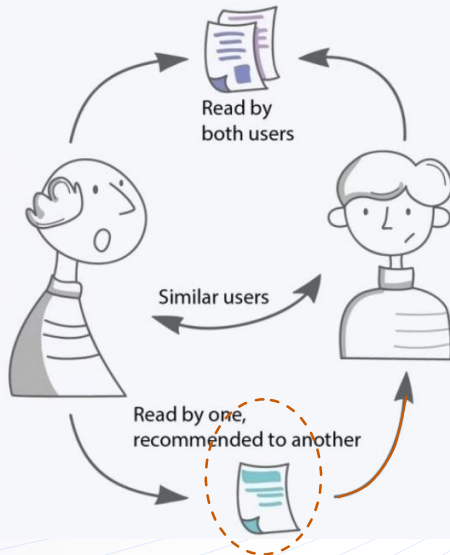 Read by
both users
Similar users
Read by one,
recommended to another